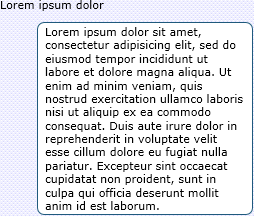 Lorem ipsum dolor
Lorem ipsum dolor sit amet,
consectetur adipisicing elit, sed do
eiusmod tempor incididunt ut
labore et dolore magna aliqua. Ut
enim ad minim veniam, quis
nostrud exercitation ullamco laboris
nisi ut aliquip ex ea commodo
consequat. Duis aute irure dolor in
reprehenderit in voluptate velit
esse cillum dolore eu fugiat nulla
pariatur. Excepteur sint occaecat
cupidatat non proident, sunt in
culpa qui officia deserunt mollit
anim id est laborum.